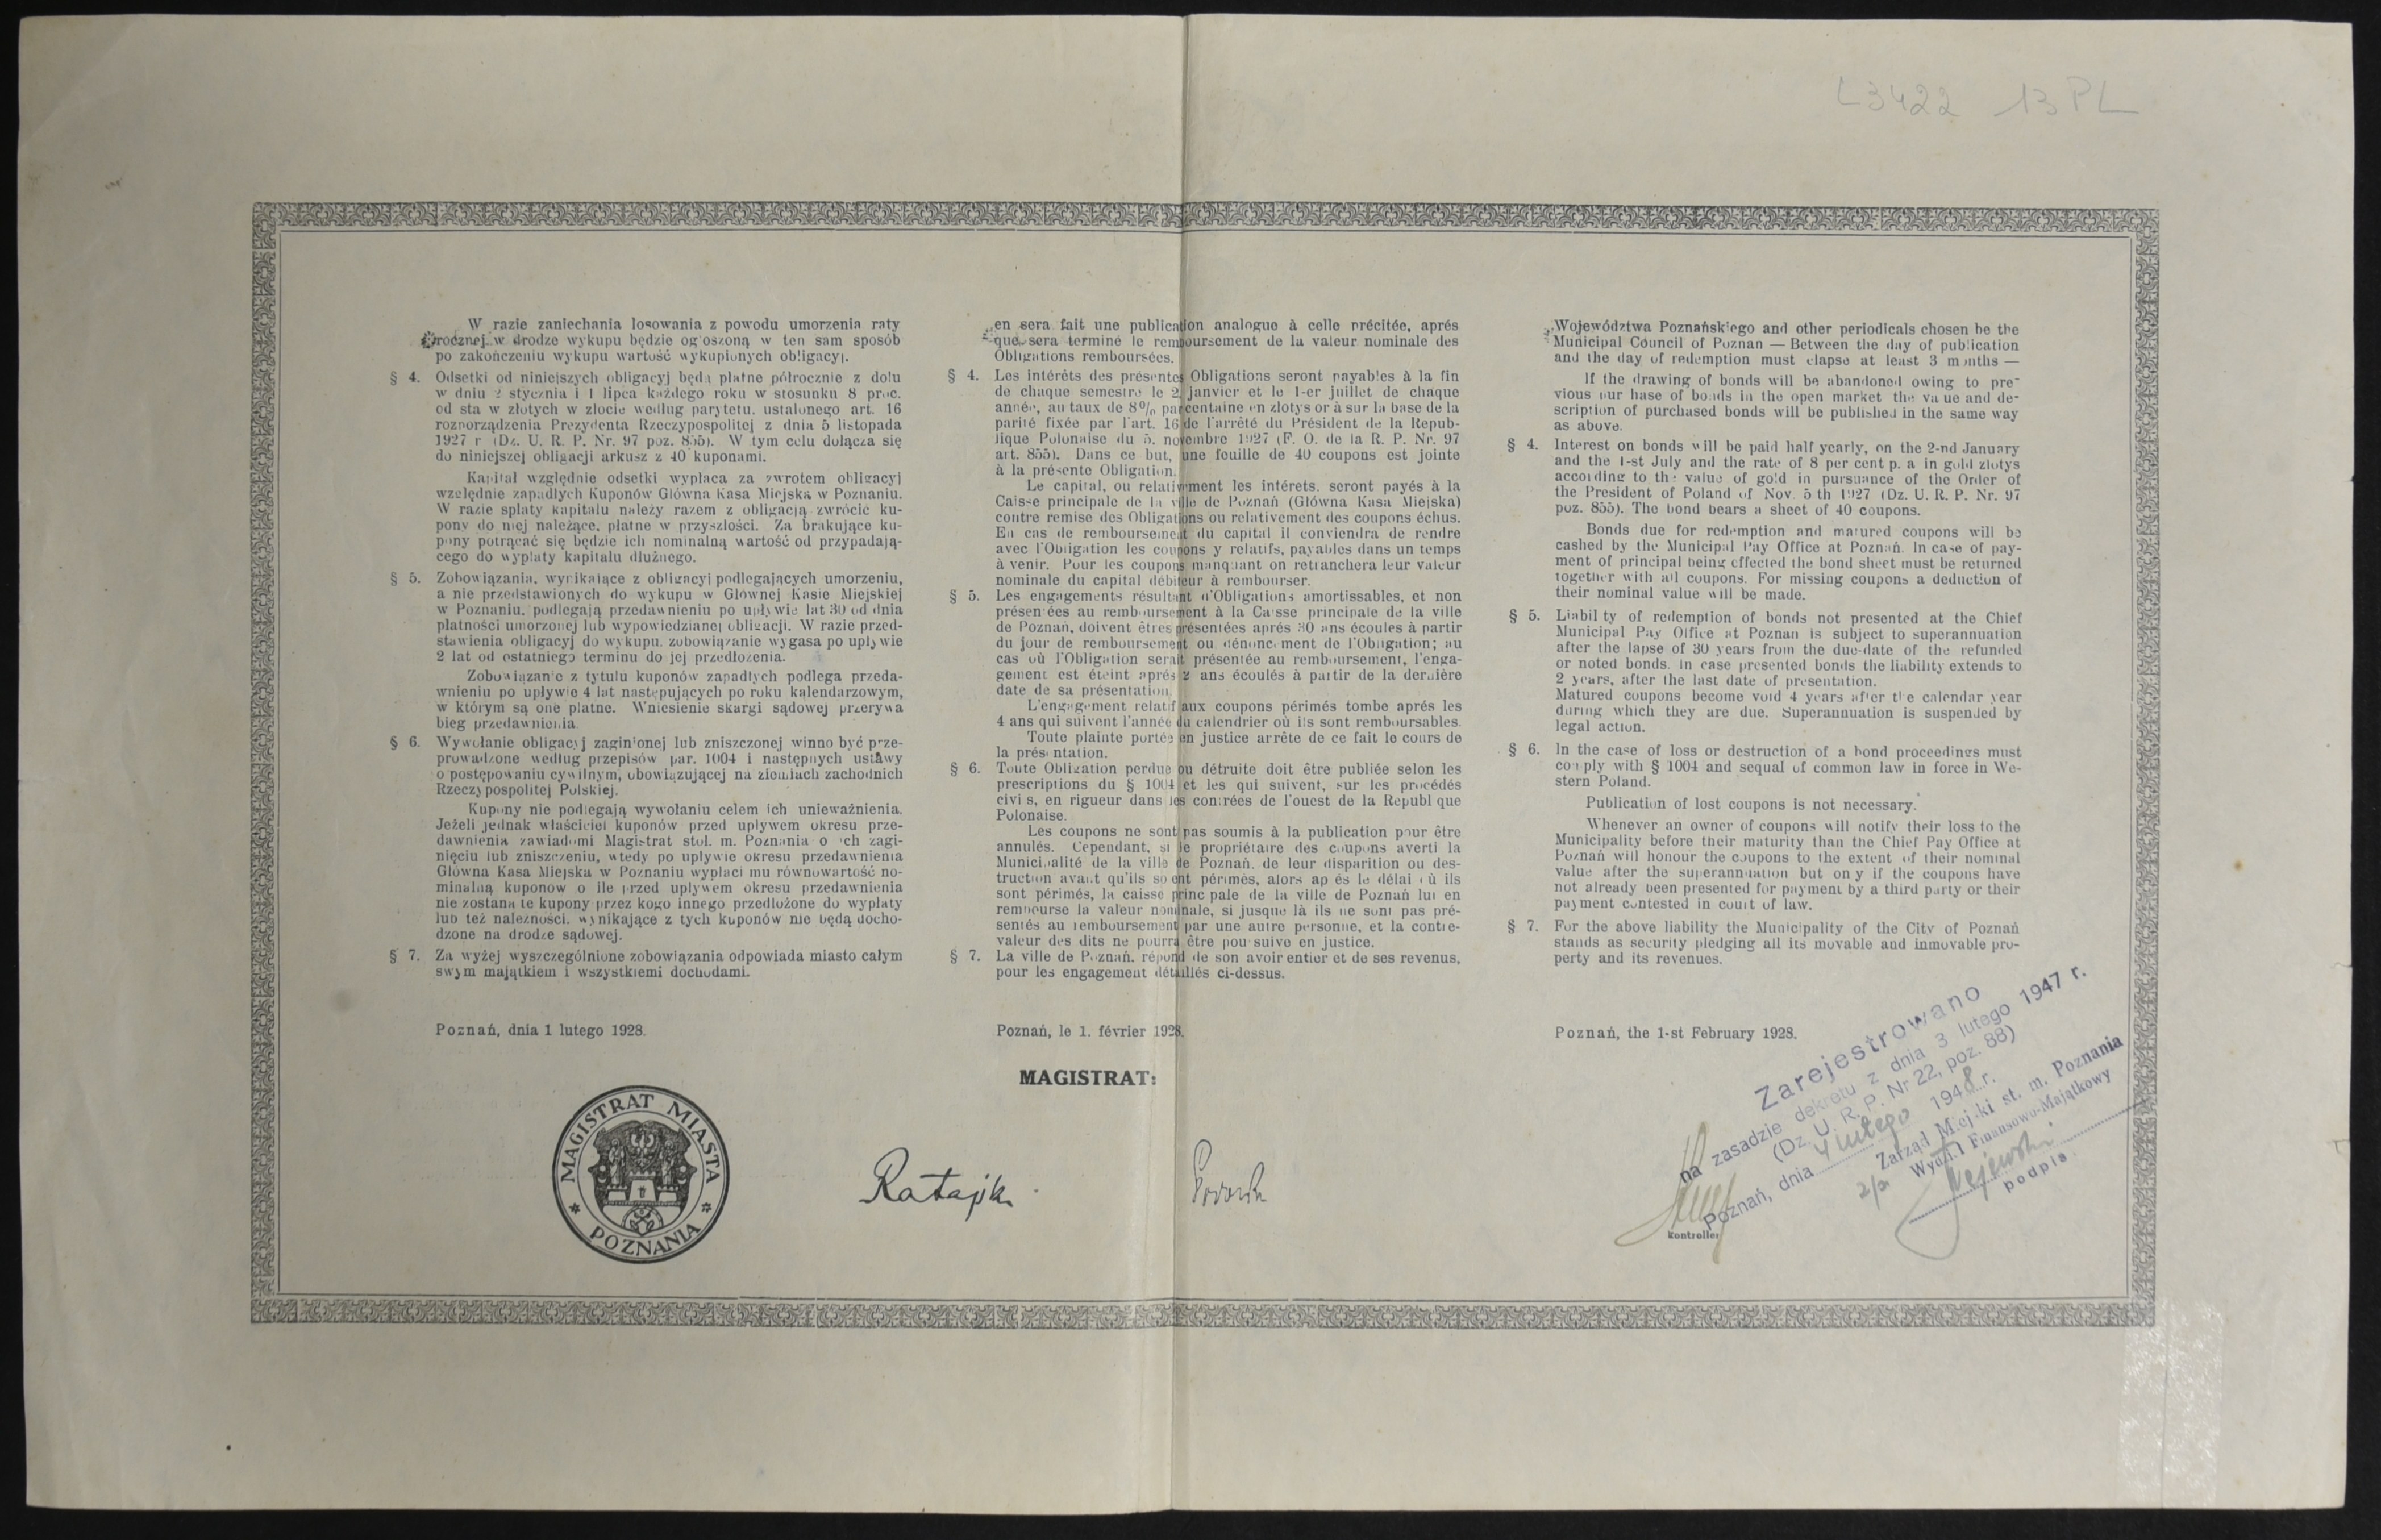 L3422 13 PL
W razie zaniechania losowania z powodu umorzenia raty
rocznej w drodze wykupu będzie ogłoszoną w ten sam sposób
po zakończeniu wykupu wartość wykupionych obligacyj.
§ 4. Odsetki od niniejszych obligacyj będą płatne półrocznie z dołu
w dniu 2 stycznia i 1 lipca każdego roku w stosunku 8 proc.
od sta w złotych w złocie według parytetu, ustalonego art. 16
rozporządzenia Prezydenta Rzeczypospolitej z dnia 5 listopada
1927 r (Dz. U. R. P. Nr. 97 poz. 855). W tym celu dołącza się
do niniejszej obligacji arkusz z 40 kuponami.
Kapitał względnie odsetki wypłaca za zwrotem obligacyj
względnie zapadłych Kuponów Główna Kasa Miejska w Poznaniu.
W razie spłaty kapitału należy razem z obligacją zwrócić ku-
pony do niej należące, płatne w przyszłości. Za brakujące ku-
pony potrącać się będzie ich nominalną wartość od przypadają-
cego do wypłaty kapitału dłużnego.
§ 5. Zobowiązania, wynikające z obligacyj podlegających umorzeniu,
a nie przedstawionych do wykupu w Głównej Kasie Miejskiej
w Poznaniu, podlegają przedawnieniu po upływie lat 30 od dnia
płatności umorzonej lub wypowiedzianej obligacji. W razie przed-
stawienia obligacyj do wykupu, zobowiązanie wygasa po upływie
2 lat od ostatniego terminu do jej przedłożenia.
Zobowiązanie z tytułu kuponów zapadłych podlega przeda-
wnieniu po upływie 4 lat następujących po roku kalendarzowym,
w którym są one płatne. Wniesienie skargi sądowej przerywa
bieg przedawnienia.
§ 6. Wywołanie obligacyj zaginionej lub zniszczonej winno być prze-
prowadzone według przepisów par. 1004 i następnych ustawy
o postępowaniu cywilnym, obowiązującej na ziemiach zachodnich
Rzeczypospolitej Polskiej.
Kupony nie podlegają wywołaniu celem ich unieważnienia.
Jeżeli jednak właściciel kuponów przed upływem okresu prze-
dawnienia zawiadomi Magistrat stoł. m. Poznania o ich zagi-
nięciu lub zniszczeniu, wtedy po upływie okresu przedawnienia
Główna Kasa Miejska w Poznaniu wypłaci mu równowartość no-
minalną kuponów o ile przed upływem okresu przedawnienia
nie zostaną te kupony przez kogo innego przedłożone do wypłaty
lub też należności, wynikające z tych kuponów nie będą docho-
dzone na drodze sądowej.
§ 7. Za wyżej wyszczególnione zobowiązania odpowiada miasto całym
swym majątkiem i wszystkiemi dochodami.
Poznań, dnia 1 lutego 1928.
en sera fait une publication analogue à celle précitée, aprés
que sera terminé le remboursement de la valeur nominale des
Obligations remboursées.
§ 4. Les intérêts des présentes Obligations seront payables à la fin
de chaque semestre le 2 janvier et le 1-er juillet de chaque
année, au taux de 8% par centaine en zlotys or à sur la base de la
parité fixée par l'art. 16 de l'arrêté du Président de la Repub-
lique Polonaise du 5. novembre 1927 (F. O. de la R. P. Nr. 97
art. 855). Dans ce but, une feuille de 40 coupons est jointe
à la présente Obligation.
Le capital, ou relativement les intérets, seront payés à la
Caisse principale de la ville de Poznań (Główna Kasa Miejska)
contre remise des Obligations ou relativement des coupons échus.
En cas de remboursement du capital il conviendra de rendre
avec l'Obligation les coupons y relatifs, payables dans un temps
à venir. Pour les coupons manquant on retranchera leur valeur
nominale du capital débiteur à rembourser.
§ 5. Les engagements résultant d'Obligations amortissables, et non
présentées au remboursement à la Caisse principale de la ville
de Poznań, doivent êtres présentées aprés 30 ans écoules à partir
du jour de remboursement ou dénoncement de l'Obligation; au
cas où l'Obligation serait présentée au remboursement, l'enga-
gement est éteint aprés 2 ans écoulés à partir de la dernière
date de sa présentation.
L'engagement relatif aux coupons périmés tombe aprés les
4 ans qui suivent l'année du calendrier où ils sont remboursables.
Toute plainte portée en justice arrête de ce fait le cours de
la présentation.
§ 6. Toute Obligation perdue ou détruite doit être publiée selon les
prescriptions du § 1004 et les qui suivent, sur les procédés
civils, en rigueur dans les contrées de l'ouest de la Republique
Polonaise.
Les coupons ne sont pas soumis à la publication pour être
annulés. Cependant, si le propriétaire des coupons averti la
Municipalité de la ville de Poznań, de leur disparition ou des-
truction avant qu'ils soient périmés, alors aprés le délai où ils
sont périmés, la caisse principale de la ville de Poznań lui en
rembourse la valeur nominale, si jusque là ils ne sont pas pré-
sentés au remboursement par une autre personne, et la contre-
valeur des dits ne pourra être poursuivie en justice.
§ 7. La ville de Poznań, répond de son avoir entier et de ses revenus,
pour les engagement détaillés ci-dessus.
Poznań, le 1. février 1928.
MAGISTRAT:
Województwa Poznańskiego and other periodicals chosen be the
Municipal Council of Poznan — Between the day of publication
and the day of redemption must elapse at least 3 months —
If the drawing of bonds will be abandoned owing to pre-
vious purchase of bonds in the open market the value and de-
scription of purchased bonds will be published in the same way
as above.
§ 4. Interest on bonds will be paid half yearly, on the 2-nd January
and the 1-st July and the rate of 8 per cent p. a in gold zlotys
according to the value of gold in pursuance of the Order of
the President of Poland of Nov. 5 th 1927 (Dz. U. R. P. Nr. 97
poz. 855). The bond bears a sheet of 40 coupons.
Bonds due for redemption and matured coupons will be
cashed by the Municipal Pay Office at Poznań. In case of pay-
ment of principal being effected the bond sheet must be returned
together with all coupons. For missing coupons a deduction of
their nominal value will be made.
§ 5. Liability of redemption of bonds not presented at the Chief
Municipal Pay Office at Poznan is subject to superannuation
after the lapse of 30 years from the due-date of the refunded
or noted bonds. In case presented bonds the liability extends to
2 years, after the last date of presentation.
Matured coupons become void 4 years after the calendar year
during which they are due. Superannuation is suspended by
legal action.
§ 6. In the case of loss or destruction of a bond proceedings must
comply with § 1004 and sequal of common law in force in We-
stern Poland.
Publication of lost coupons is not necessary.
Whenever an owner of coupons will notify their loss to the
Municipality before their maturity than the Chief Pay Office at
Poznań will honour the coupons to the extent of their nominal
value after the superannuation but only if the coupons have
not already been presented for payment by a third party or their
payment contested in court of law.
§ 7. For the above liability the Municipality of the City of Poznań
stands as security pledging all its movable and inmovable pro-
perty and its revenues.
Poznań, the 1-st February 1928.
MAGISTRAT MIASTA
POZNANIA
Ratajski
Zarejestrowano
na zasadzie dekretu z dnia 3 lutego 1947 r.
(Dz. U. R. P. Nr 22, poz. 88)
Poznań, dnia 4 lutego 1948 r.
Zarząd Miejski st. m. Poznania
Wydział Finansowo-Majątkowy
podpis
Kontroller